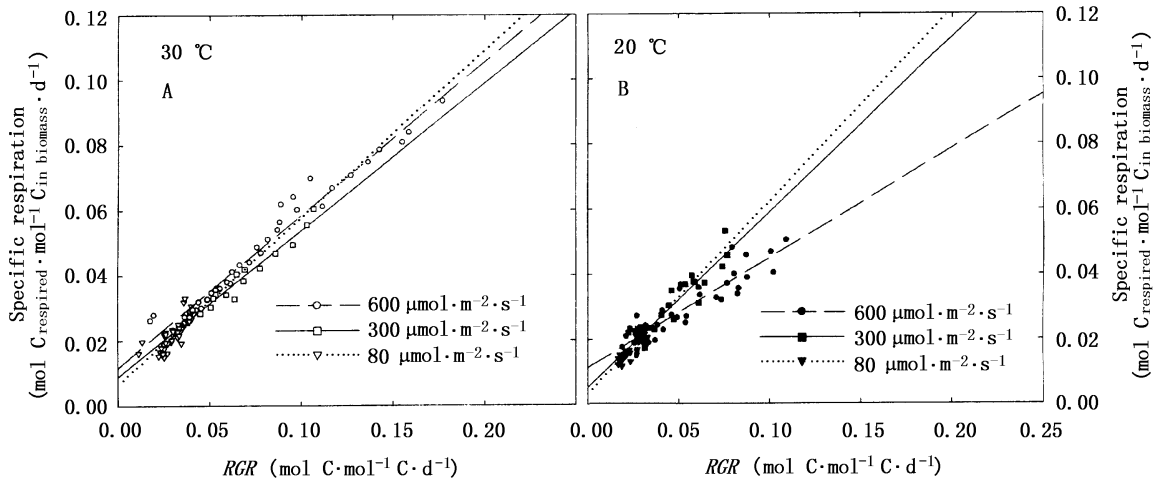 Specific respiration
(mol C respired · mol⁻¹ C in biomass · d⁻¹)
0.12
0.10
0.08
0.06
0.04
0.02
0.00
30 ℃
A
600 μmol·m⁻²·s⁻¹
300 μmol·m⁻²·s⁻¹
80 μmol·m⁻²·s⁻¹
0.00 0.05 0.10 0.15 0.20
RGR (mol C·mol⁻¹ C·d⁻¹)
20 ℃
B
600 μmol·m⁻²·s⁻¹
300 μmol·m⁻²·s⁻¹
80 μmol·m⁻²·s⁻¹
0.00 0.05 0.10 0.15 0.20 0.25
RGR (mol C·mol⁻¹ C·d⁻¹)
0.12
0.10
0.08
0.06
0.04
0.02
0.00
Specific respiration
(mol C respired · mol⁻¹ C in biomass · d⁻¹)